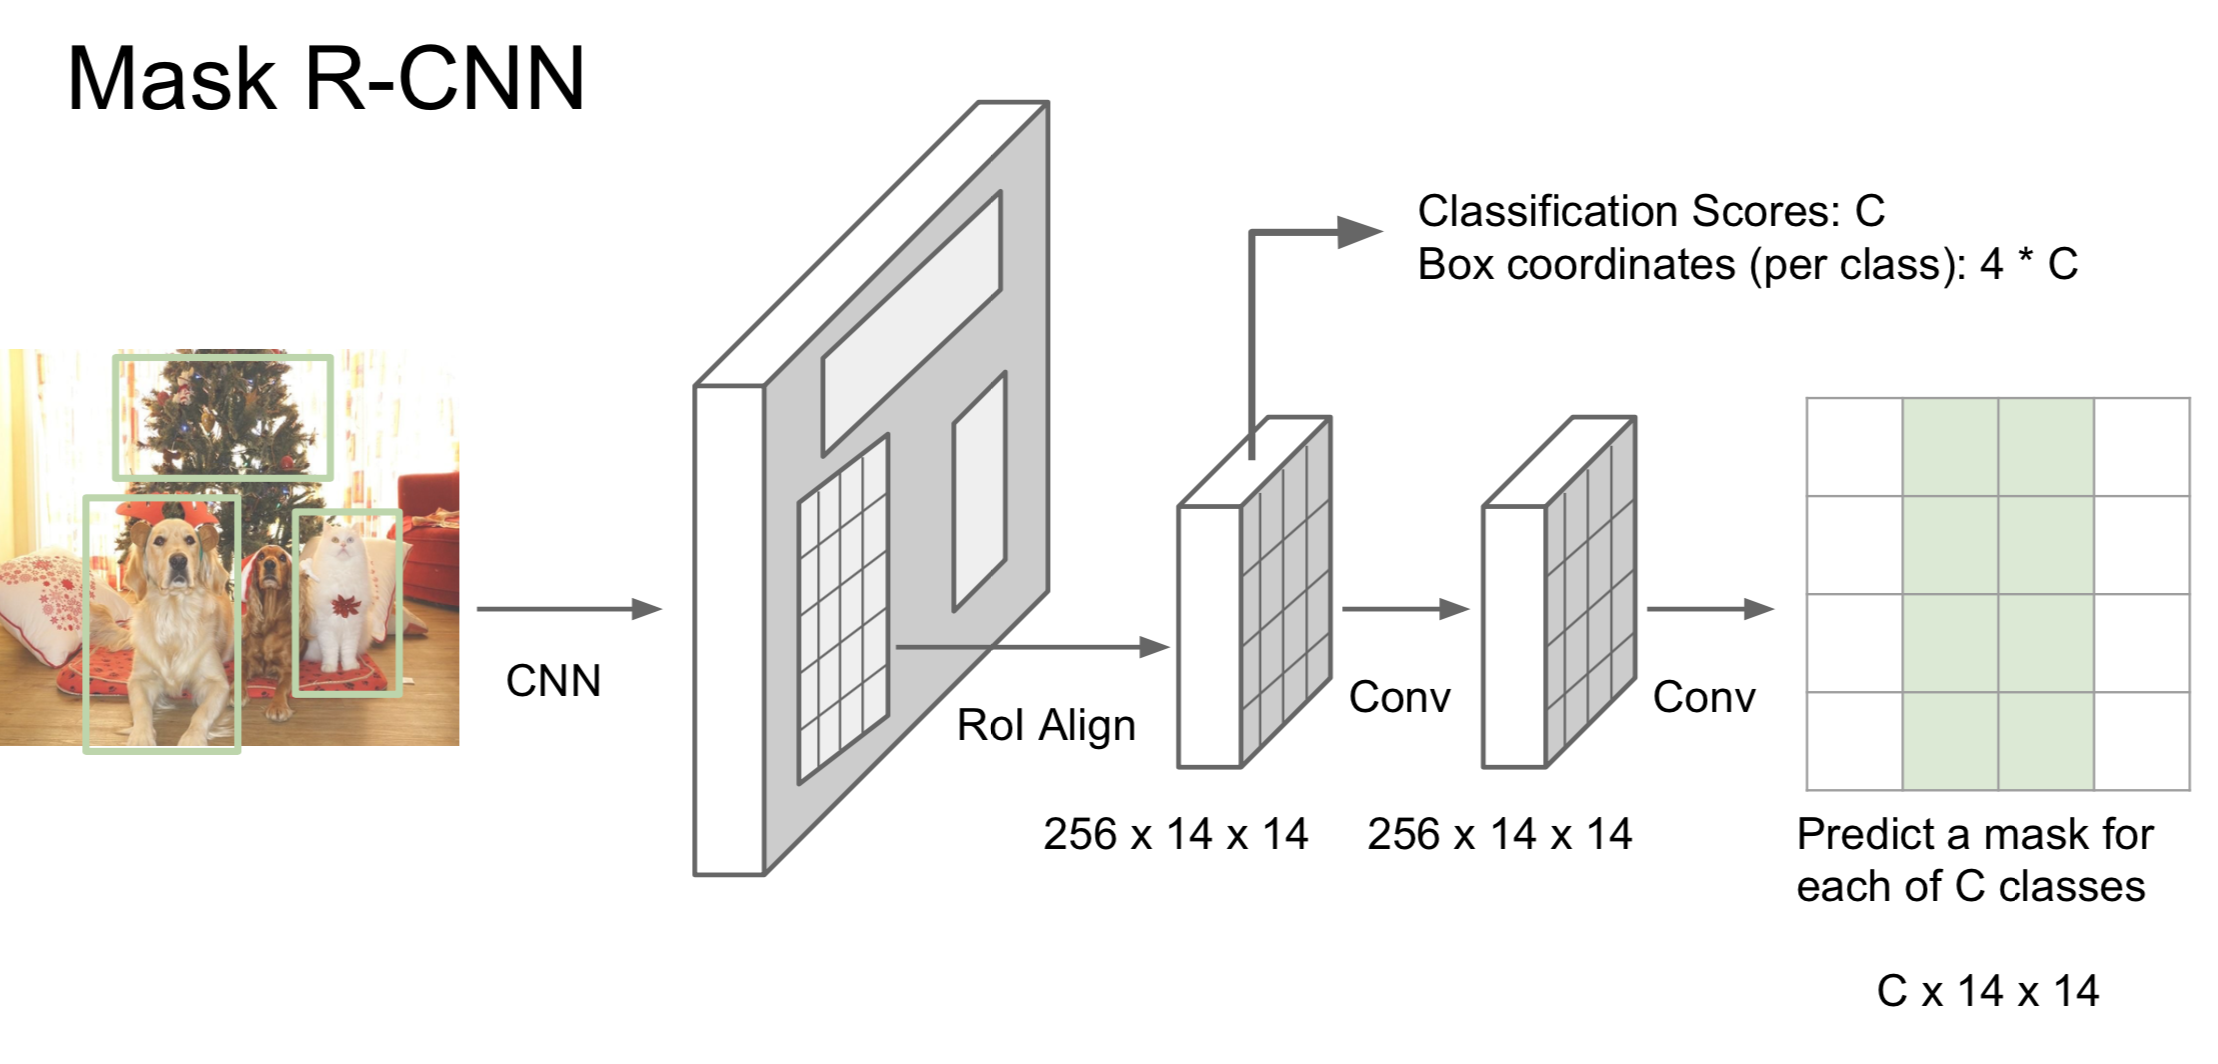 Mask R-CNN
Classification Scores: C
Box coordinates (per class): 4 * C
CNN
RoI Align
Conv
Conv
256 x 14 x 14
256 x 14 x 14
Predict a mask for
each of C classes
C x 14 x 14